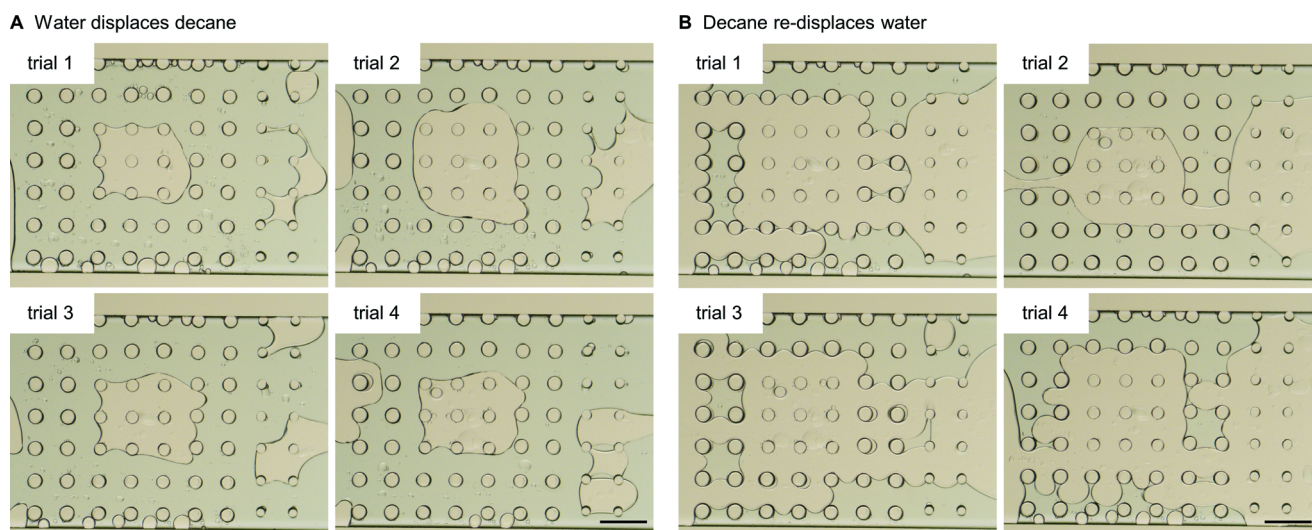 A Water displaces decane
B Decane re-displaces water
trial 1
trial 2
trial 1
trial 2
trial 3
trial 4
trial 3
trial 4